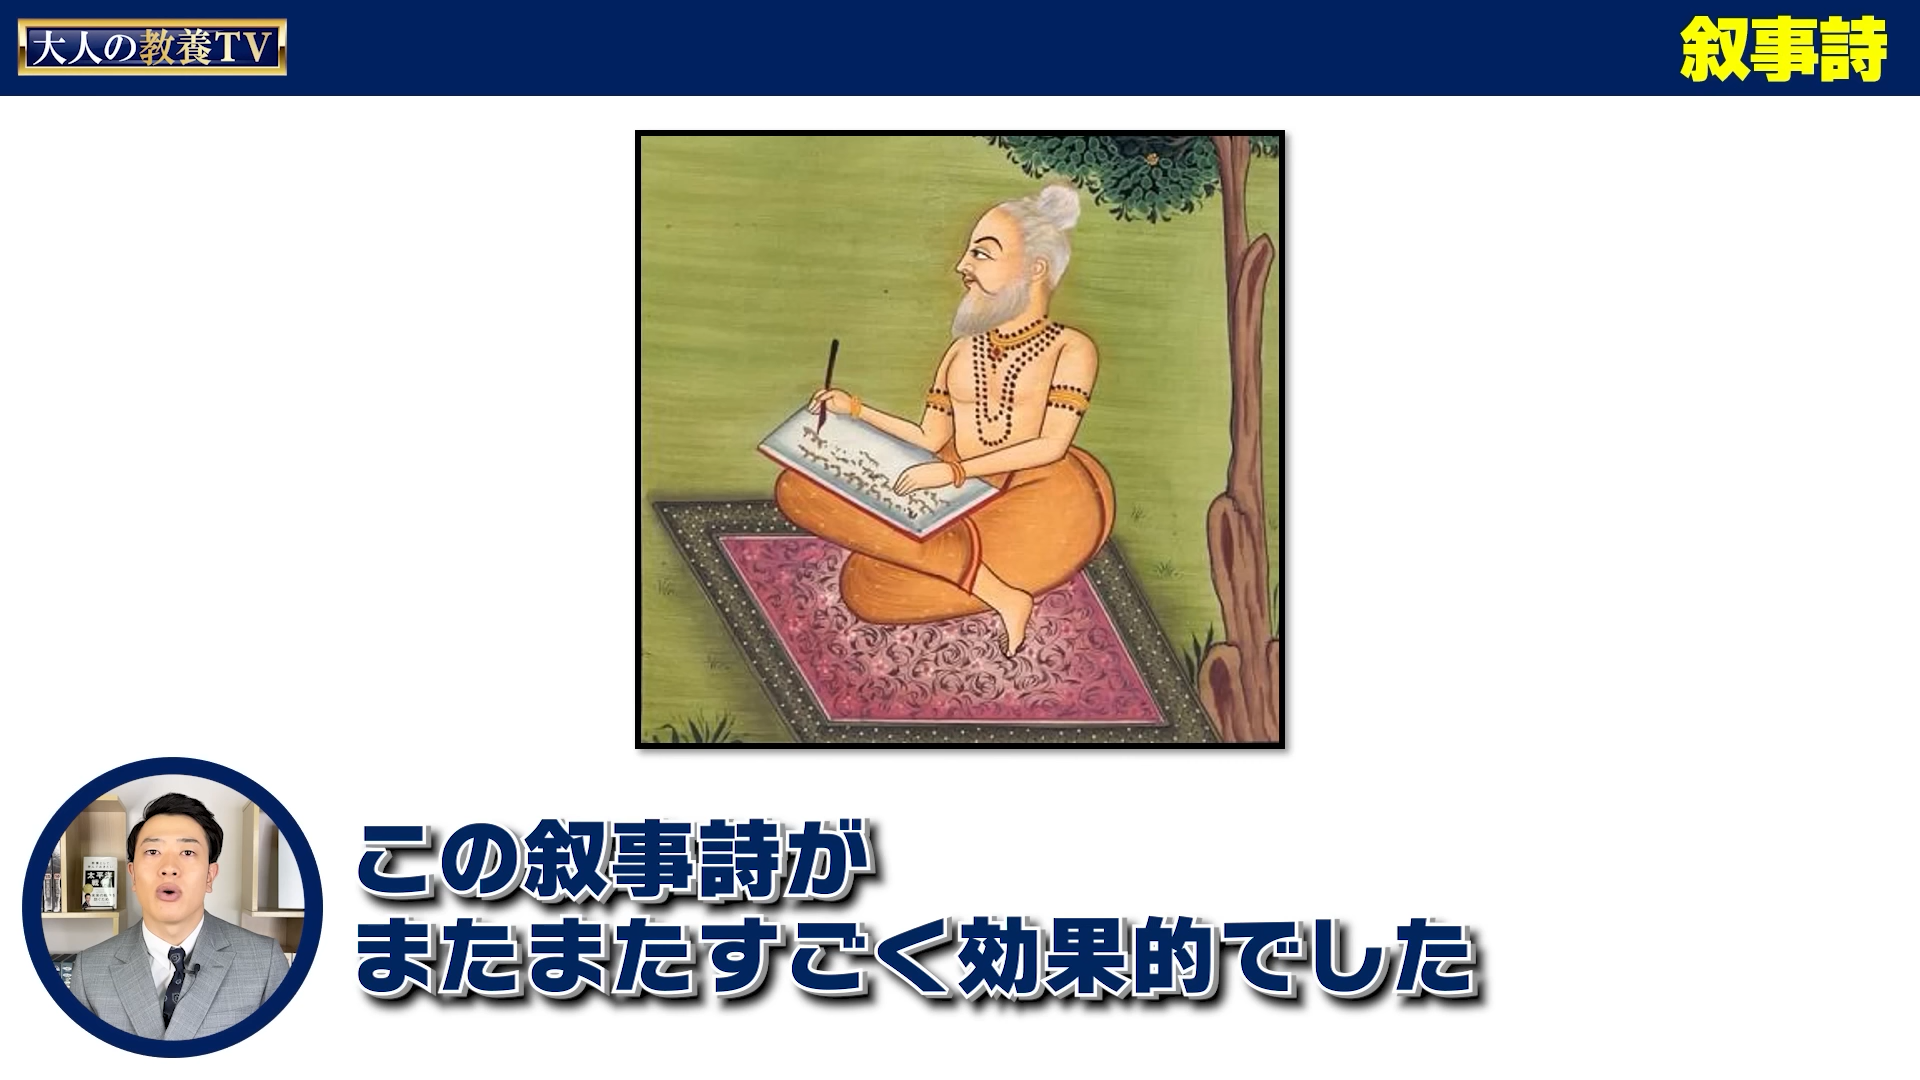 大人の教養TV
叙事詩
この叙事詩が
またまたすごく効果的でした